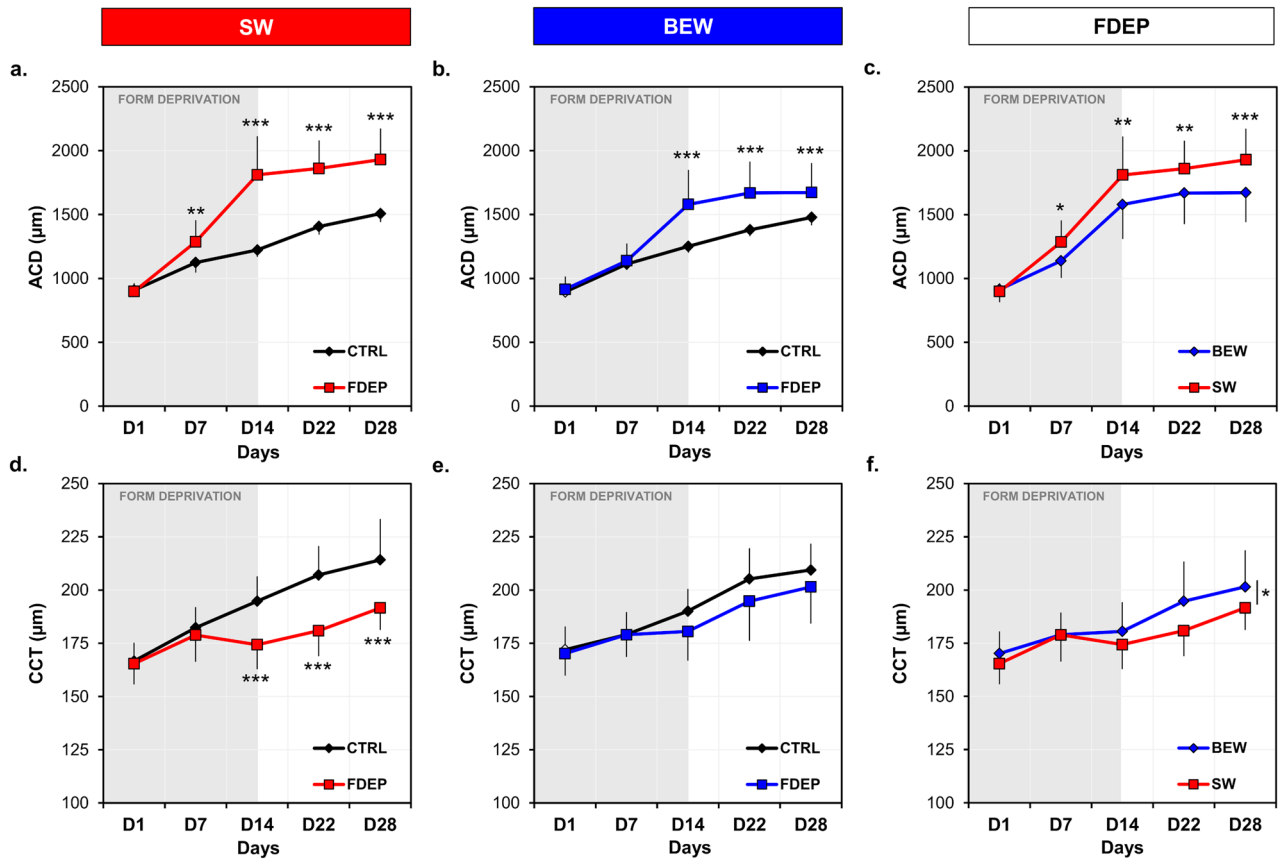 SW
BEW
FDEP
a.
2500
2000
1500
1000
500
0
ACD (µm)
FORM DEPRIVATION
**
***
***
***
CTRL
FDEP
D1 D7 D14 D22 D28
Days
b.
2500
2000
1500
1000
500
0
ACD (µm)
FORM DEPRIVATION
***
***
***
CTRL
FDEP
D1 D7 D14 D22 D28
Days
c.
2500
2000
1500
1000
500
0
ACD (µm)
FORM DEPRIVATION
*
**
**
***
BEW
SW
D1 D7 D14 D22 D28
Days
d.
250
225
200
175
150
125
100
CCT (µm)
FORM DEPRIVATION
***
***
***
CTRL
FDEP
D1 D7 D14 D22 D28
Days
e.
250
225
200
175
150
125
100
CCT (µm)
FORM DEPRIVATION
CTRL
FDEP
D1 D7 D14 D22 D28
Days
f.
250
225
200
175
150
125
100
CCT (µm)
FORM DEPRIVATION
*
BEW
SW
D1 D7 D14 D22 D28
Days